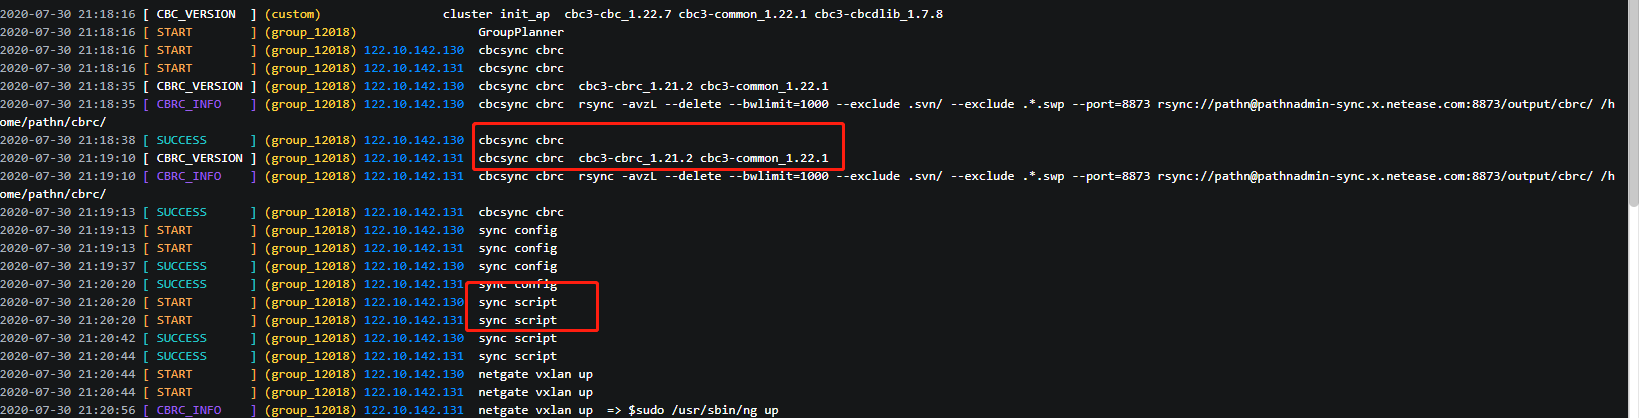 2020-07-30 21:18:16 [ CBC_VERSION ] (custom) cluster init_ap cbc3-cbc_1.22.7 cbc3-common_1.22.1 cbc3-cbcdlib_1.7.8
2020-07-30 21:18:16 [ START ] (group_12018) GroupPlanner
2020-07-30 21:18:16 [ START ] (group_12018) 122.10.142.130 cbcsync cbrc
2020-07-30 21:18:16 [ START ] (group_12018) 122.10.142.131 cbcsync cbrc
2020-07-30 21:18:35 [ CBRC_VERSION ] (group_12018) 122.10.142.130 cbcsync cbrc cbc3-cbrc_1.21.2 cbc3-common_1.22.1
2020-07-30 21:18:35 [ CBRC_INFO ] (group_12018) 122.10.142.130 cbcsync cbrc rsync -avzL --delete --bwlimit=1000 --exclude .svn/ --exclude .*.swp --port=8873 rsync://pathn@pathnadmin-sync.x.netease.com:8873/output/cbrc/ /h
ome/pathn/cbrc/
2020-07-30 21:18:38 [ SUCCESS ] (group_12018) 122.10.142.130 cbcsync cbrc
2020-07-30 21:19:10 [ CBRC_VERSION ] (group_12018) 122.10.142.131 cbcsync cbrc cbc3-cbrc_1.21.2 cbc3-common_1.22.1
2020-07-30 21:19:10 [ CBRC_INFO ] (group_12018) 122.10.142.131 cbcsync cbrc rsync -avzL --delete --bwlimit=1000 --exclude .svn/ --exclude .*.swp --port=8873 rsync://pathn@pathnadmin-sync.x.netease.com:8873/output/cbrc/ /h
ome/pathn/cbrc/
2020-07-30 21:19:13 [ SUCCESS ] (group_12018) 122.10.142.131 cbcsync cbrc
2020-07-30 21:19:13 [ START ] (group_12018) 122.10.142.130 sync config
2020-07-30 21:19:13 [ START ] (group_12018) 122.10.142.131 sync config
2020-07-30 21:19:37 [ SUCCESS ] (group_12018) 122.10.142.130 sync config
2020-07-30 21:20:20 [ SUCCESS ] (group_12018) 122.10.142.131 sync config
2020-07-30 21:20:20 [ START ] (group_12018) 122.10.142.130 sync script
2020-07-30 21:20:20 [ START ] (group_12018) 122.10.142.131 sync script
2020-07-30 21:20:42 [ SUCCESS ] (group_12018) 122.10.142.130 sync script
2020-07-30 21:20:44 [ SUCCESS ] (group_12018) 122.10.142.131 sync script
2020-07-30 21:20:44 [ START ] (group_12018) 122.10.142.130 netgate vxlan up
2020-07-30 21:20:44 [ START ] (group_12018) 122.10.142.131 netgate vxlan up
2020-07-30 21:20:56 [ CBRC_INFO ] (group_12018) 122.10.142.131 netgate vxlan up => $sudo /usr/sbin/ng up